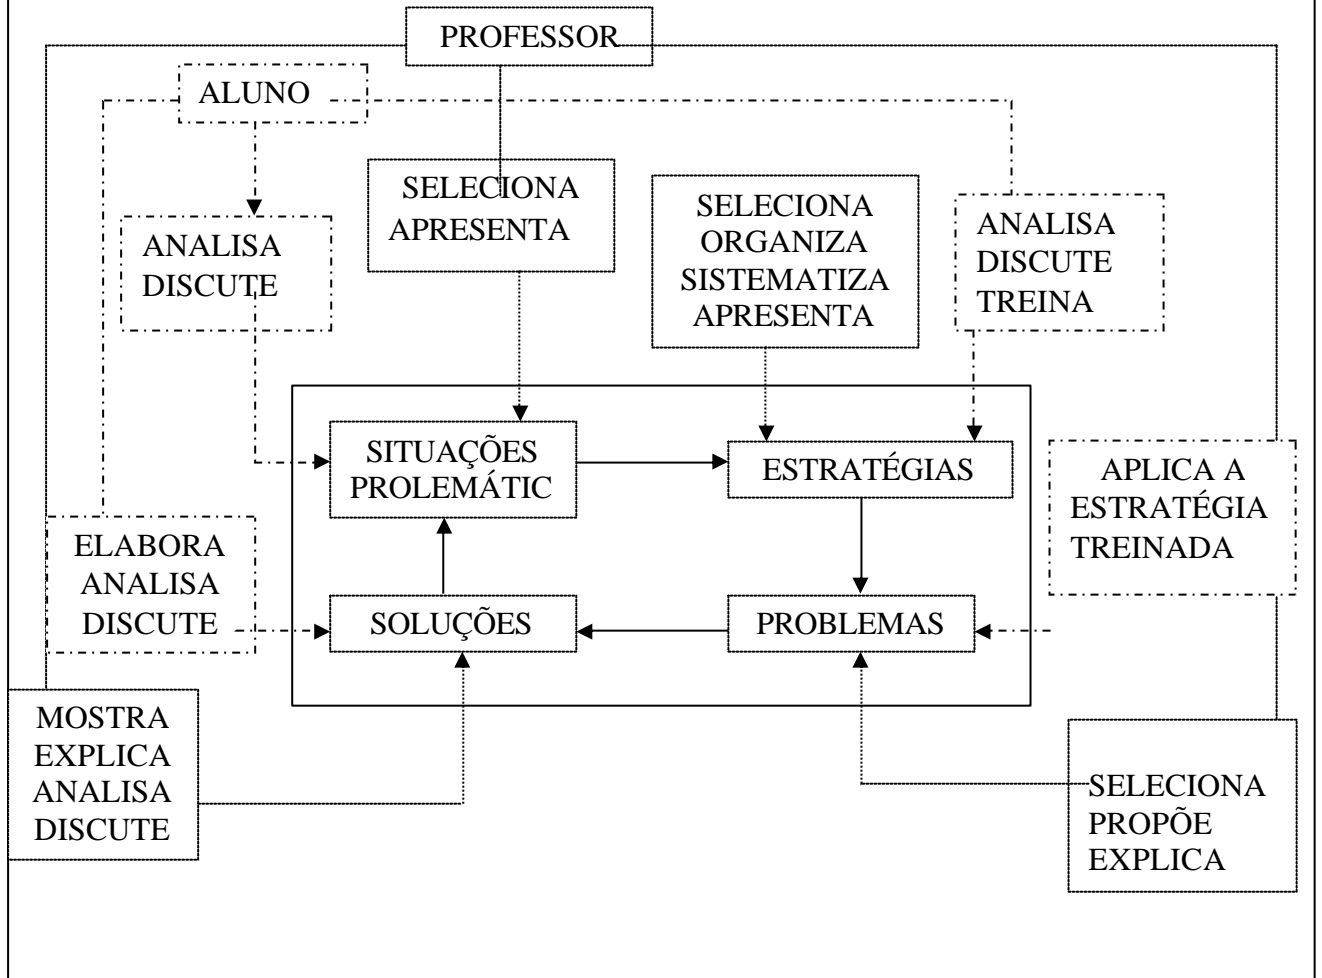 PROFESSOR
ALUNO
SELECIONA
APRESENTA
SELECIONA
ORGANIZA
SISTEMATIZA
APRESENTA
ANALISA
DISCUTE
TREINA
ANALISA
DISCUTE
SITUAÇÕES
PROLEMÁTIC
ESTRATÉGIAS
APLICA A
ESTRATÉGIA
TREINADA
ELABORA
ANALISA
DISCUTE
SOLUÇÕES
PROBLEMAS
MOSTRA
EXPLICA
ANALISA
DISCUTE
SELECIONA
PROPÕE
EXPLICA